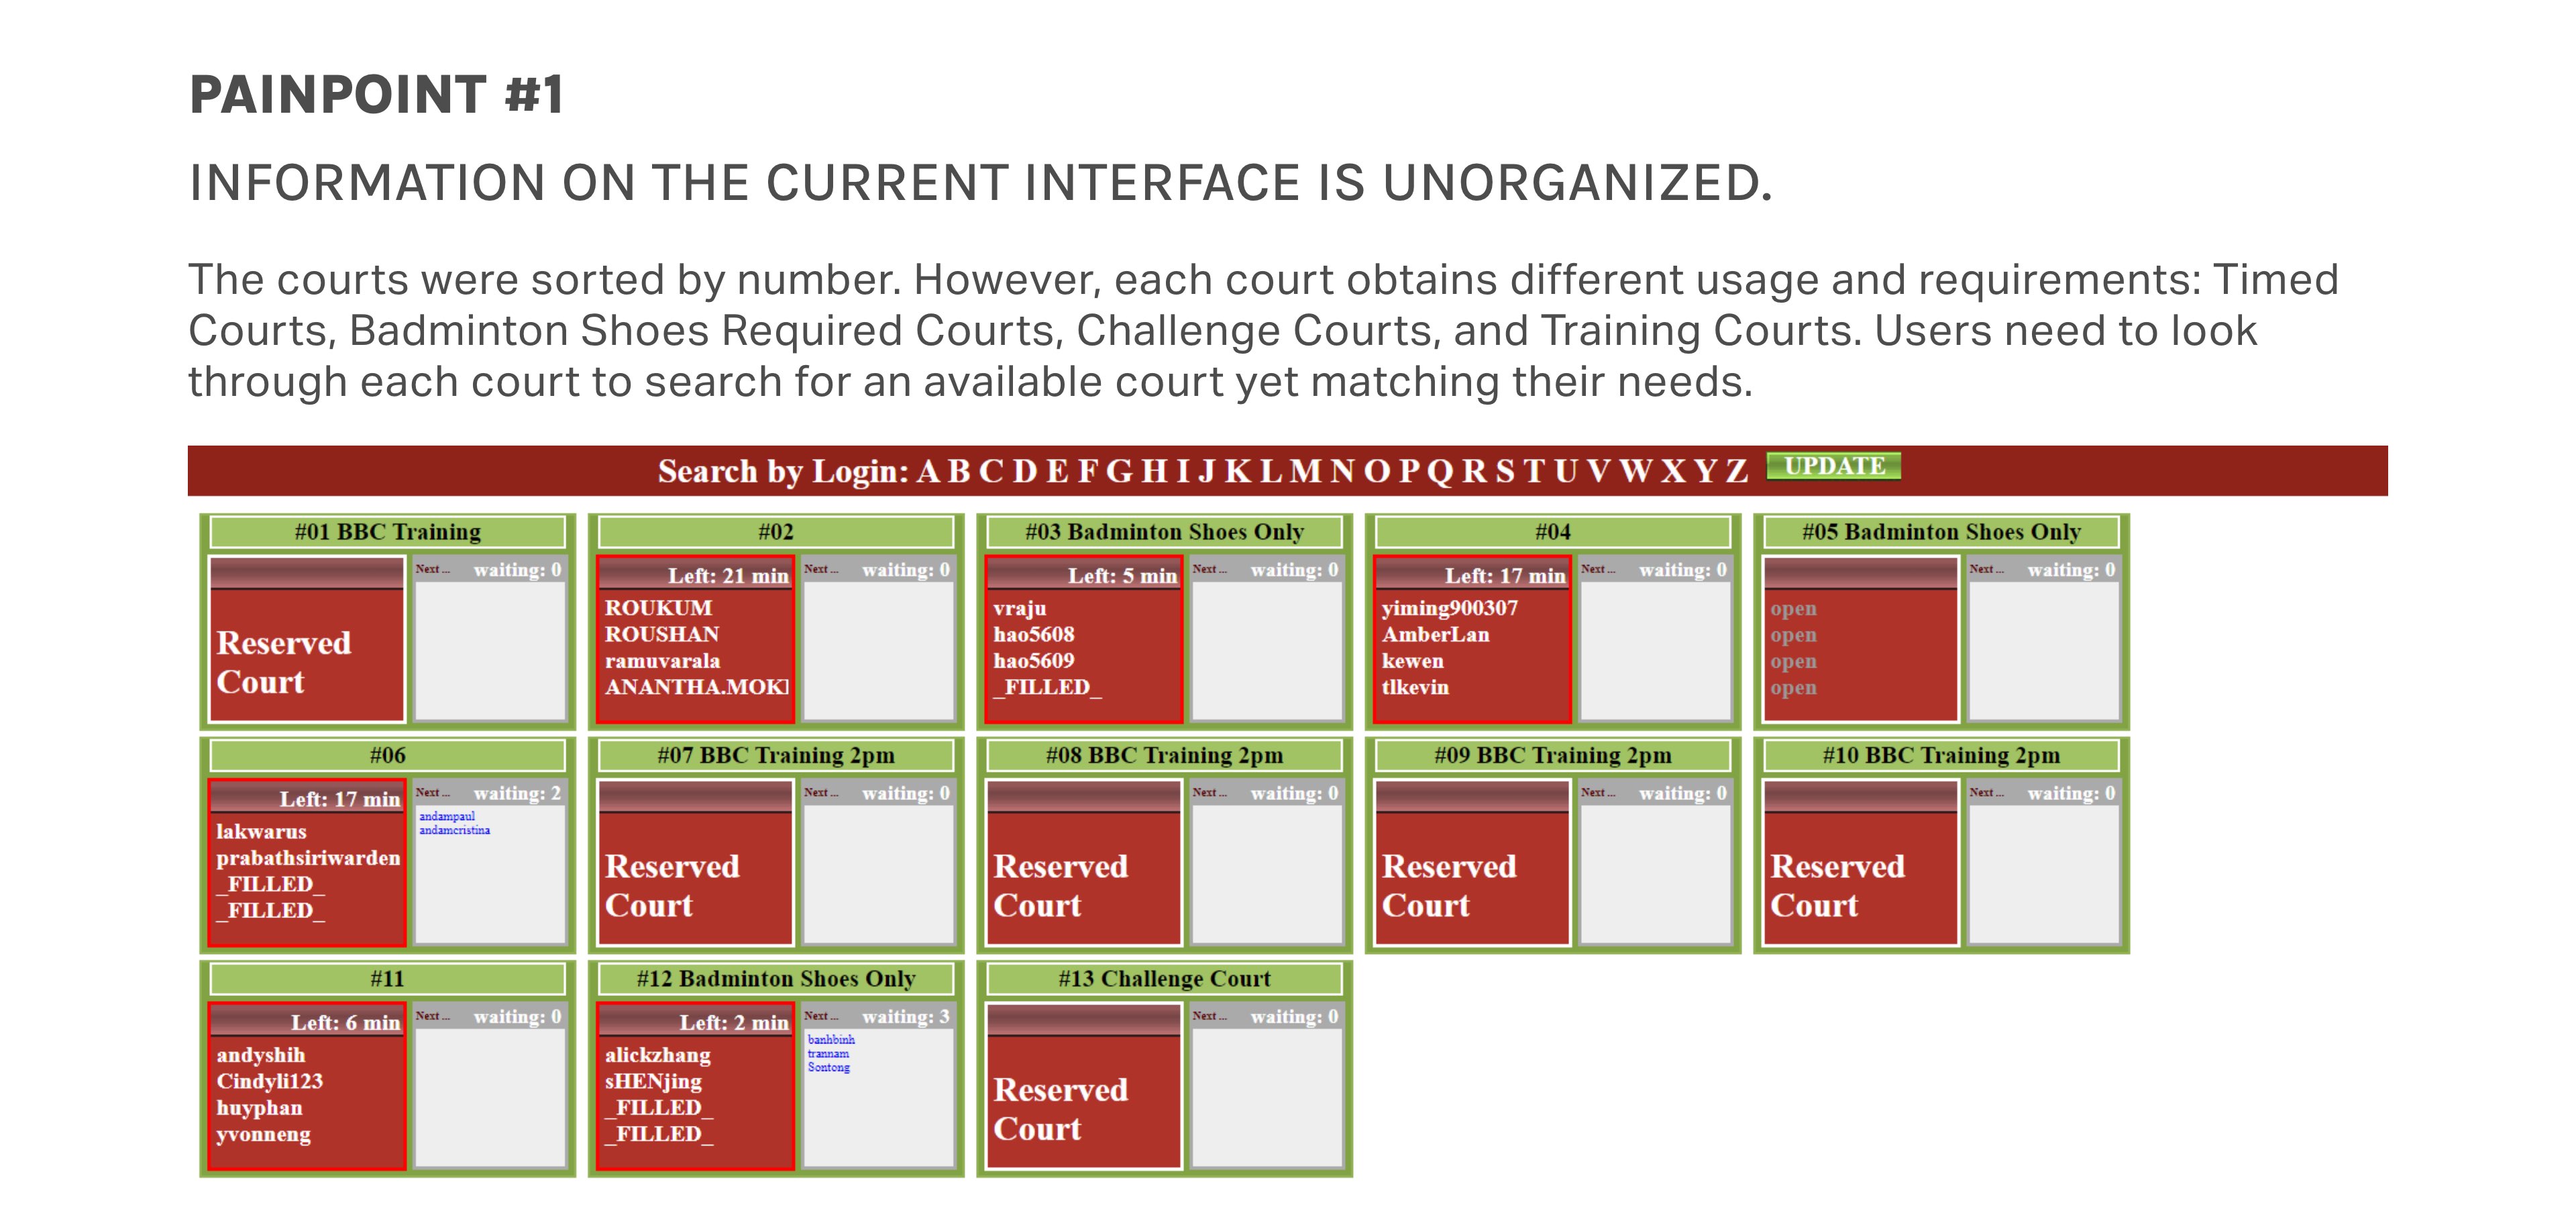 PAINPOINT #1
INFORMATION ON THE CURRENT INTERFACE IS UNORGANIZED.
The courts were sorted by number. However, each court obtains different usage and requirements: Timed
Courts, Badminton Shoes Required Courts, Challenge Courts, and Training Courts. Users need to look
through each court to search for an available court yet matching their needs.
Search by Login: A B C D E F G H I J K L M N O P Q R S T U V W X Y Z UPDATE
#01 BBC Training
Next ... waiting: 0
Reserved
Court
#02
Left: 21 min Next ... waiting: 0
ROUKUM
ROUSHAN
ramuvarala
ANANTHA.MOK
#03 Badminton Shoes Only
Left: 5 min Next ... waiting: 0
vraju
hao5608
hao5609
_FILLED_
#04
Left: 17 min Next ... waiting: 0
yiming900307
AmberLan
kewen
tlkevin
#05 Badminton Shoes Only
Next ... waiting: 0
open
open
open
open
#06
Left: 17 min Next ... waiting: 2
lakwarus
prabathsiriwarden
_FILLED_
_FILLED_
andampaul
andamcristina
#07 BBC Training 2pm
Next ... waiting: 0
Reserved
Court
#08 BBC Training 2pm
Next ... waiting: 0
Reserved
Court
#09 BBC Training 2pm
Next ... waiting: 0
Reserved
Court
#10 BBC Training 2pm
Next ... waiting: 0
Reserved
Court
#11
Left: 6 min Next ... waiting: 0
andyshih
Cindyli123
huyphan
yvonneng
#12 Badminton Shoes Only
Left: 2 min Next ... waiting: 3
alickzhang
sHENjing
_FILLED_
_FILLED_
banhbinh
trannam
Sontong
#13 Challenge Court
Next ... waiting: 0
Reserved
Court